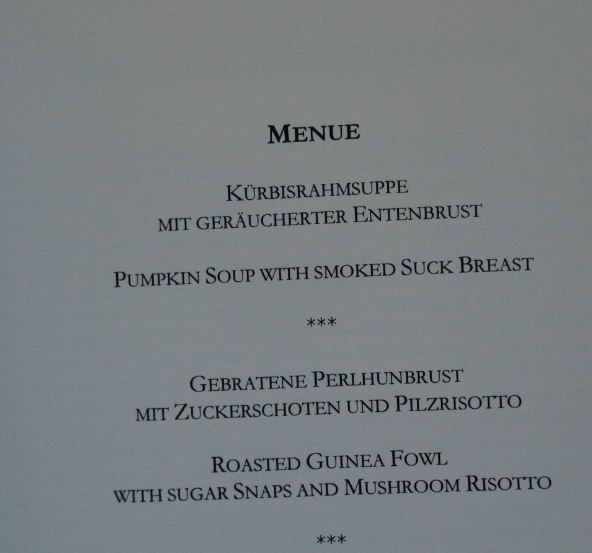 MENUE
KÜRBISRAHMSUPPE
MIT GERÄUCHERTER ENTENBRUST
PUMPKIN SOUP WITH SMOKED SUCK BREAST
***
GEBRATENE PERLHUNBRUST
MIT ZUCKERSCHOTEN UND PILZRISOTTO
ROASTED GUINEA FOWL
WITH SUGAR SNAPS AND MUSHROOM RISOTTO
***